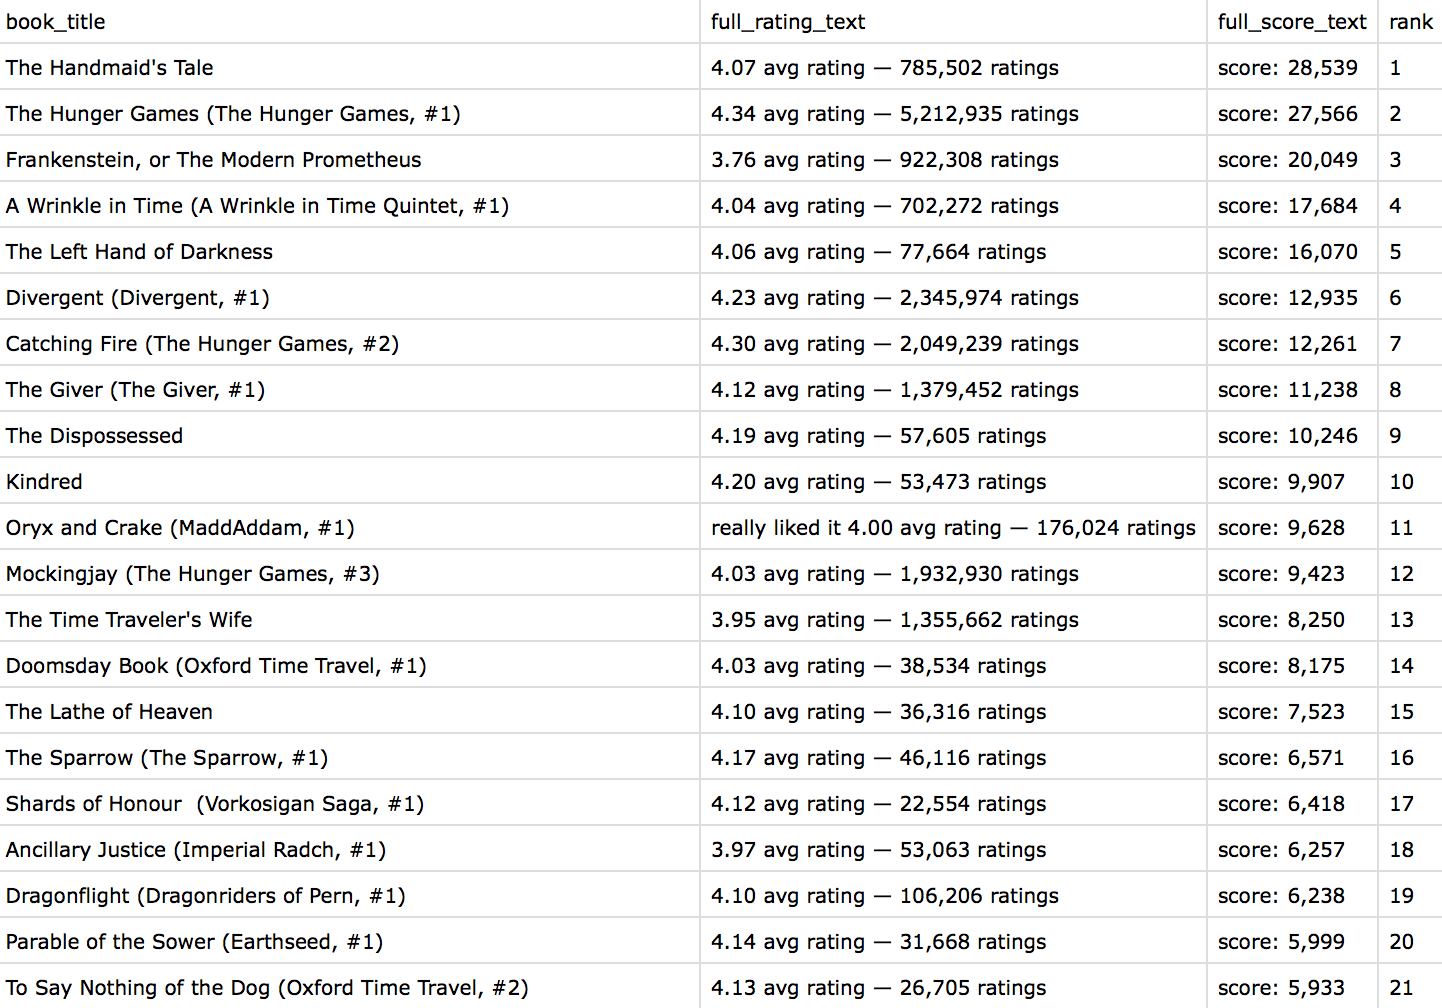 book_title full_rating_text full_score_text rank
The Handmaid's Tale 4.07 avg rating — 785,502 ratings score: 28,539 1
The Hunger Games (The Hunger Games, #1) 4.34 avg rating — 5,212,935 ratings score: 27,566 2
Frankenstein, or The Modern Prometheus 3.76 avg rating — 922,308 ratings score: 20,049 3
A Wrinkle in Time (A Wrinkle in Time Quintet, #1) 4.04 avg rating — 702,272 ratings score: 17,684 4
The Left Hand of Darkness 4.06 avg rating — 77,664 ratings score: 16,070 5
Divergent (Divergent, #1) 4.23 avg rating — 2,345,974 ratings score: 12,935 6
Catching Fire (The Hunger Games, #2) 4.30 avg rating — 2,049,239 ratings score: 12,261 7
The Giver (The Giver, #1) 4.12 avg rating — 1,379,452 ratings score: 11,238 8
The Dispossessed 4.19 avg rating — 57,605 ratings score: 10,246 9
Kindred 4.20 avg rating — 53,473 ratings score: 9,907 10
Oryx and Crake (MaddAddam, #1) really liked it 4.00 avg rating — 176,024 ratings score: 9,628 11
Mockingjay (The Hunger Games, #3) 4.03 avg rating — 1,932,930 ratings score: 9,423 12
The Time Traveler's Wife 3.95 avg rating — 1,355,662 ratings score: 8,250 13
Doomsday Book (Oxford Time Travel, #1) 4.03 avg rating — 38,534 ratings score: 8,175 14
The Lathe of Heaven 4.10 avg rating — 36,316 ratings score: 7,523 15
The Sparrow (The Sparrow, #1) 4.17 avg rating — 46,116 ratings score: 6,571 16
Shards of Honour  (Vorkosigan Saga, #1) 4.12 avg rating — 22,554 ratings score: 6,418 17
Ancillary Justice (Imperial Radch, #1) 3.97 avg rating — 53,063 ratings score: 6,257 18
Dragonflight (Dragonriders of Pern, #1) 4.10 avg rating — 106,206 ratings score: 6,238 19
Parable of the Sower (Earthseed, #1) 4.14 avg rating — 31,668 ratings score: 5,999 20
To Say Nothing of the Dog (Oxford Time Travel, #2) 4.13 avg rating — 26,705 ratings score: 5,933 21